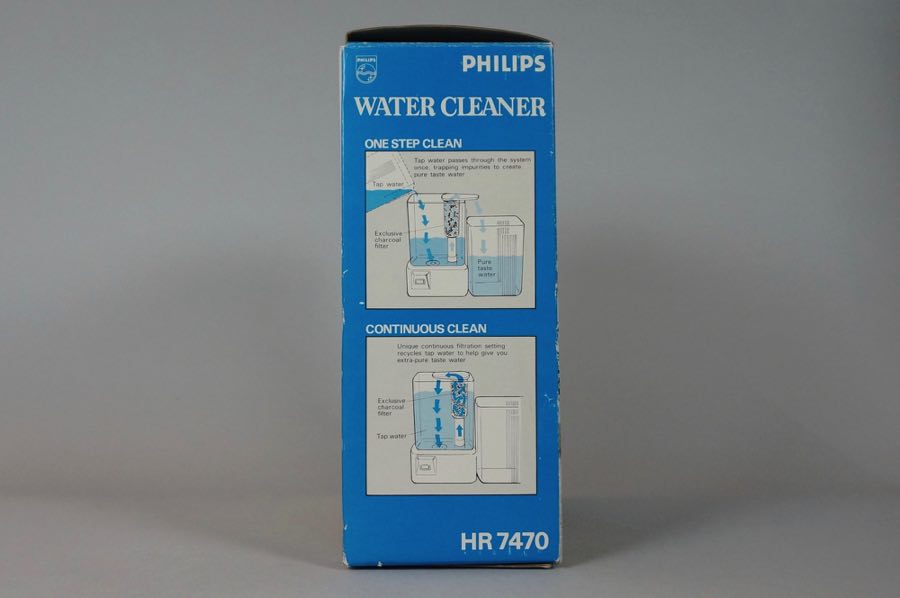 PHILIPS
PHILIPS
WATER CLEANER
ONE STEP CLEAN
Tap water passes through the system
once, trapping impurities to create
pure taste water
Tap water
Exclusive
charcoal
filter
Pure
taste
water
CONTINUOUS CLEAN
Unique continuous filtration setting
recycles tap water to help give you
extra-pure taste water
Exclusive
charcoal
filter
Tap water
HR 7470